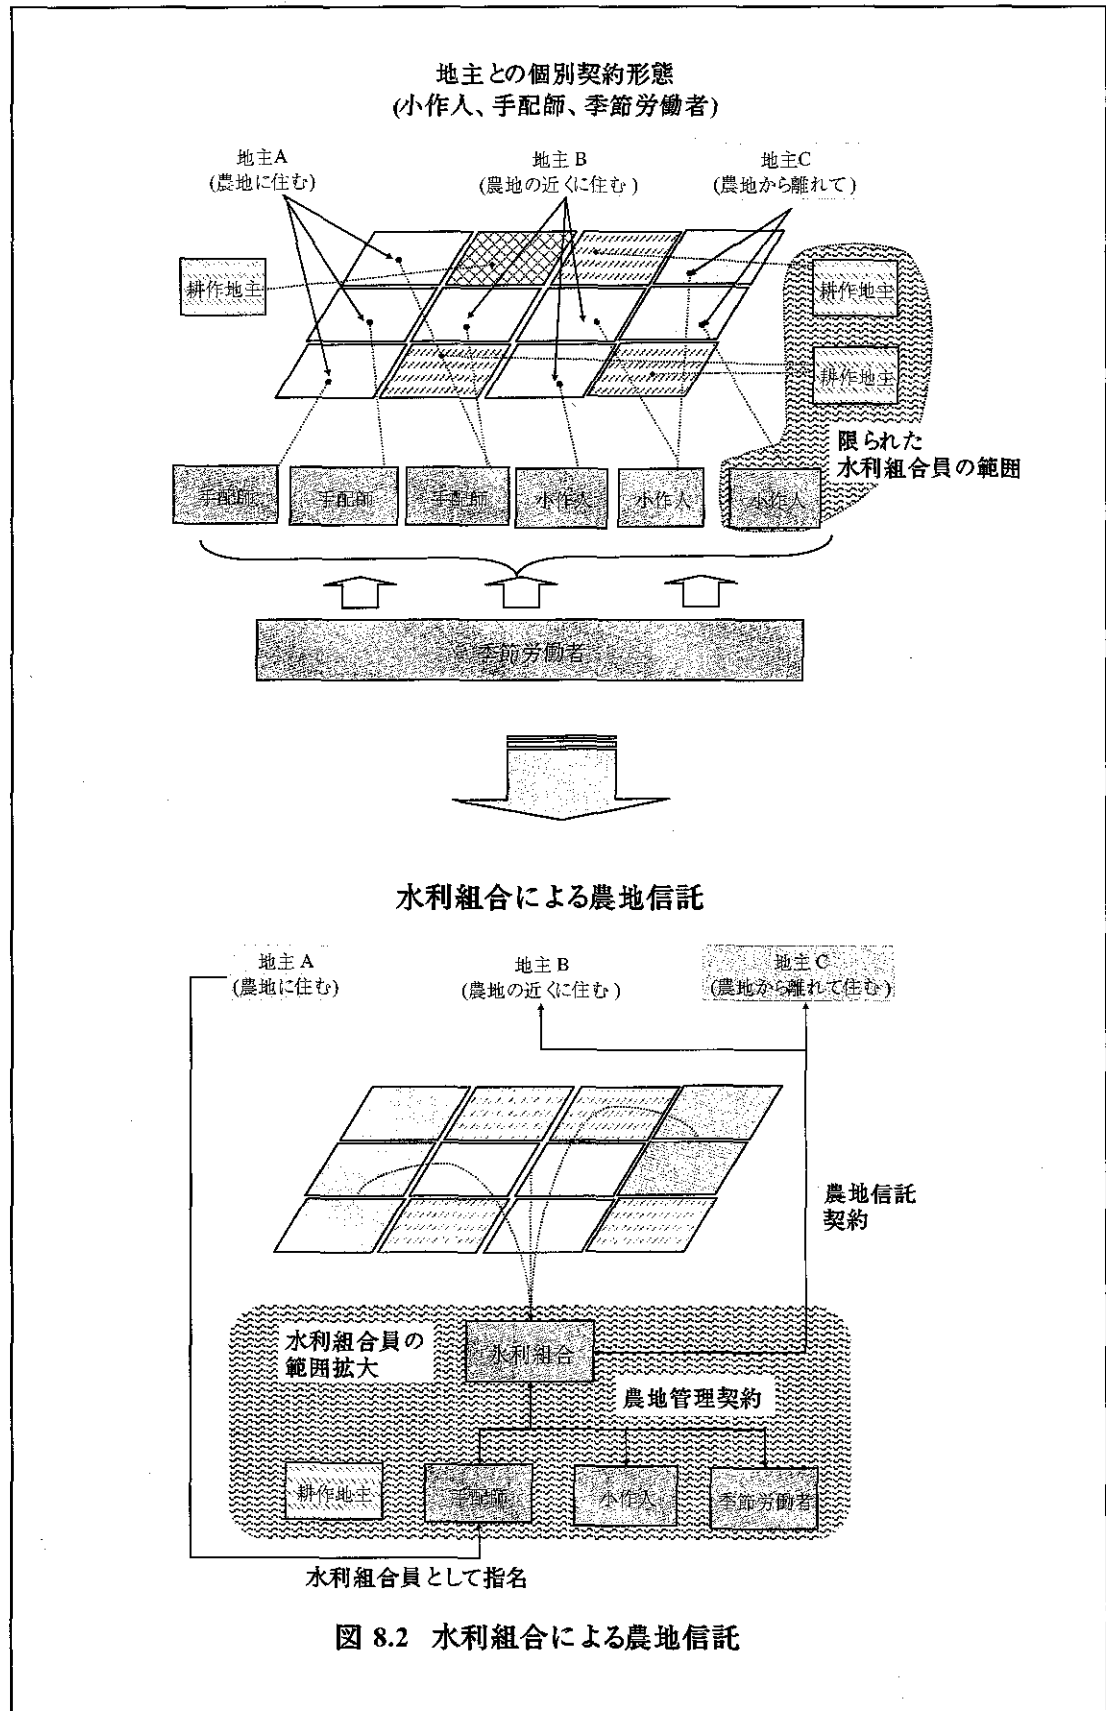 地主との個別契約形態
(小作人、手配師、季節労働者)
地主A
(農地に住む)
地主 B
(農地の近くに住む )
地主C
(農地から離れて)
耕作地主
耕作地主
耕作地主
限られた
水利組合員の範囲
手配師
手配師
手配師
小作人
小作人
小作人
季節労働者
水利組合による農地信託
地主 A
(農地に住む)
地主 B
(農地の近くに住む )
地主 C
(農地から離れて住む )
農地信託
契約
水利組合員の
範囲拡大
水利組合
農地管理契約
耕作地主
手配師
小作人
季節労働者
水利組合員として指名
図 8.2 水利組合による農地信託